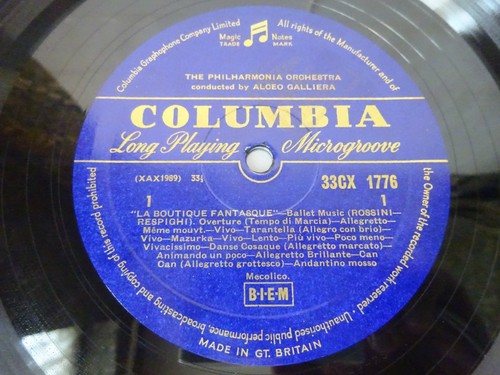 Columbia Graphophone Company Limited
Magic Notes
TRADE MARK.
All rights of the Manufacturer and of
the Owner of the recorded work reserved - Unauthorised public performance, broadcasting and copying of this record prohibited
THE PHILHARMONIA ORCHESTRA
conducted by ALCEO GALLIERA
COLUMBIA
Long Playing Microgroove
(XAX1989) 33⅓ 33CX 1776
1 1
"LA BOUTIQUE FANTASQUE"—Ballet Music (ROSSINI-
RESPIGHI). Overture (Tempo di Marcia)—Allegretto—
Même mouvt.—Vivo—Tarantella (Allegro con brio)—
Vivo—Mazurka—Vivo—Lento—Più vivo—Poco meno
Vivacissimo—Danse Cosaque (Allegretto marcato)—
Animando un poco—Allegretto Brillante—Can
Can (Allegretto grottesco)—Andantino mosso
Mecolico.
B·I·E·M
MADE IN GT. BRITAIN